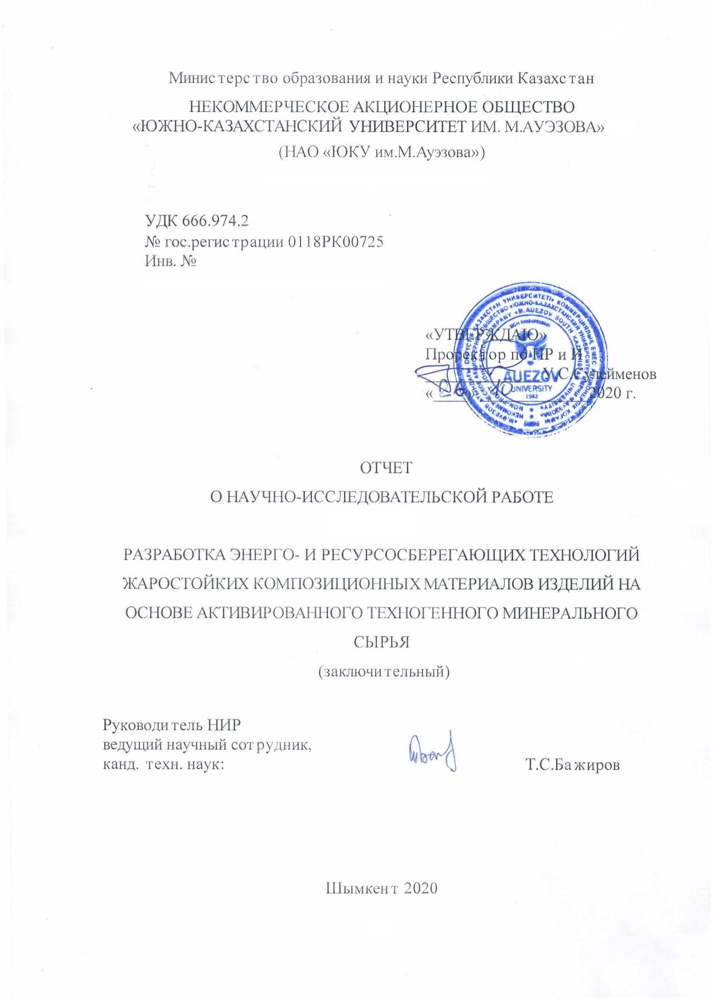 Министерство образования и науки Республики Казахстан
НЕКОММЕРЧЕСКОЕ АКЦИОНЕРНОЕ ОБЩЕСТВО
«ЮЖНО-КАЗАХСТАНСКИЙ УНИВЕРСИТЕТ ИМ. М.АУЭЗОВА»
(НАО «ЮКУ им.М.Ауэзова»)
УДК 666.974.2
№ гос.регистрации 0118РК00725
Инв. №
«УТВЕРЖДАЮ»
Проректор по НР и И
У.С.Сулейменов
«26» 10 2020 г.
AUEZOV
UNIVERSITY
1943
ОТЧЕТ
О НАУЧНО-ИССЛЕДОВАТЕЛЬСКОЙ РАБОТЕ
РАЗРАБОТКА ЭНЕРГО- И РЕСУРСОСБЕРЕГАЮЩИХ ТЕХНОЛОГИЙ
ЖАРОСТОЙКИХ КОМПОЗИЦИОННЫХ МАТЕРИАЛОВ ИЗДЕЛИЙ НА
ОСНОВЕ АКТИВИРОВАННОГО ТЕХНОГЕННОГО МИНЕРАЛЬНОГО
СЫРЬЯ
(заключительный)
Руководитель НИР
ведущий научный сотрудник,
канд. техн. наук:
Т.С.Бажиров
Шымкент 2020